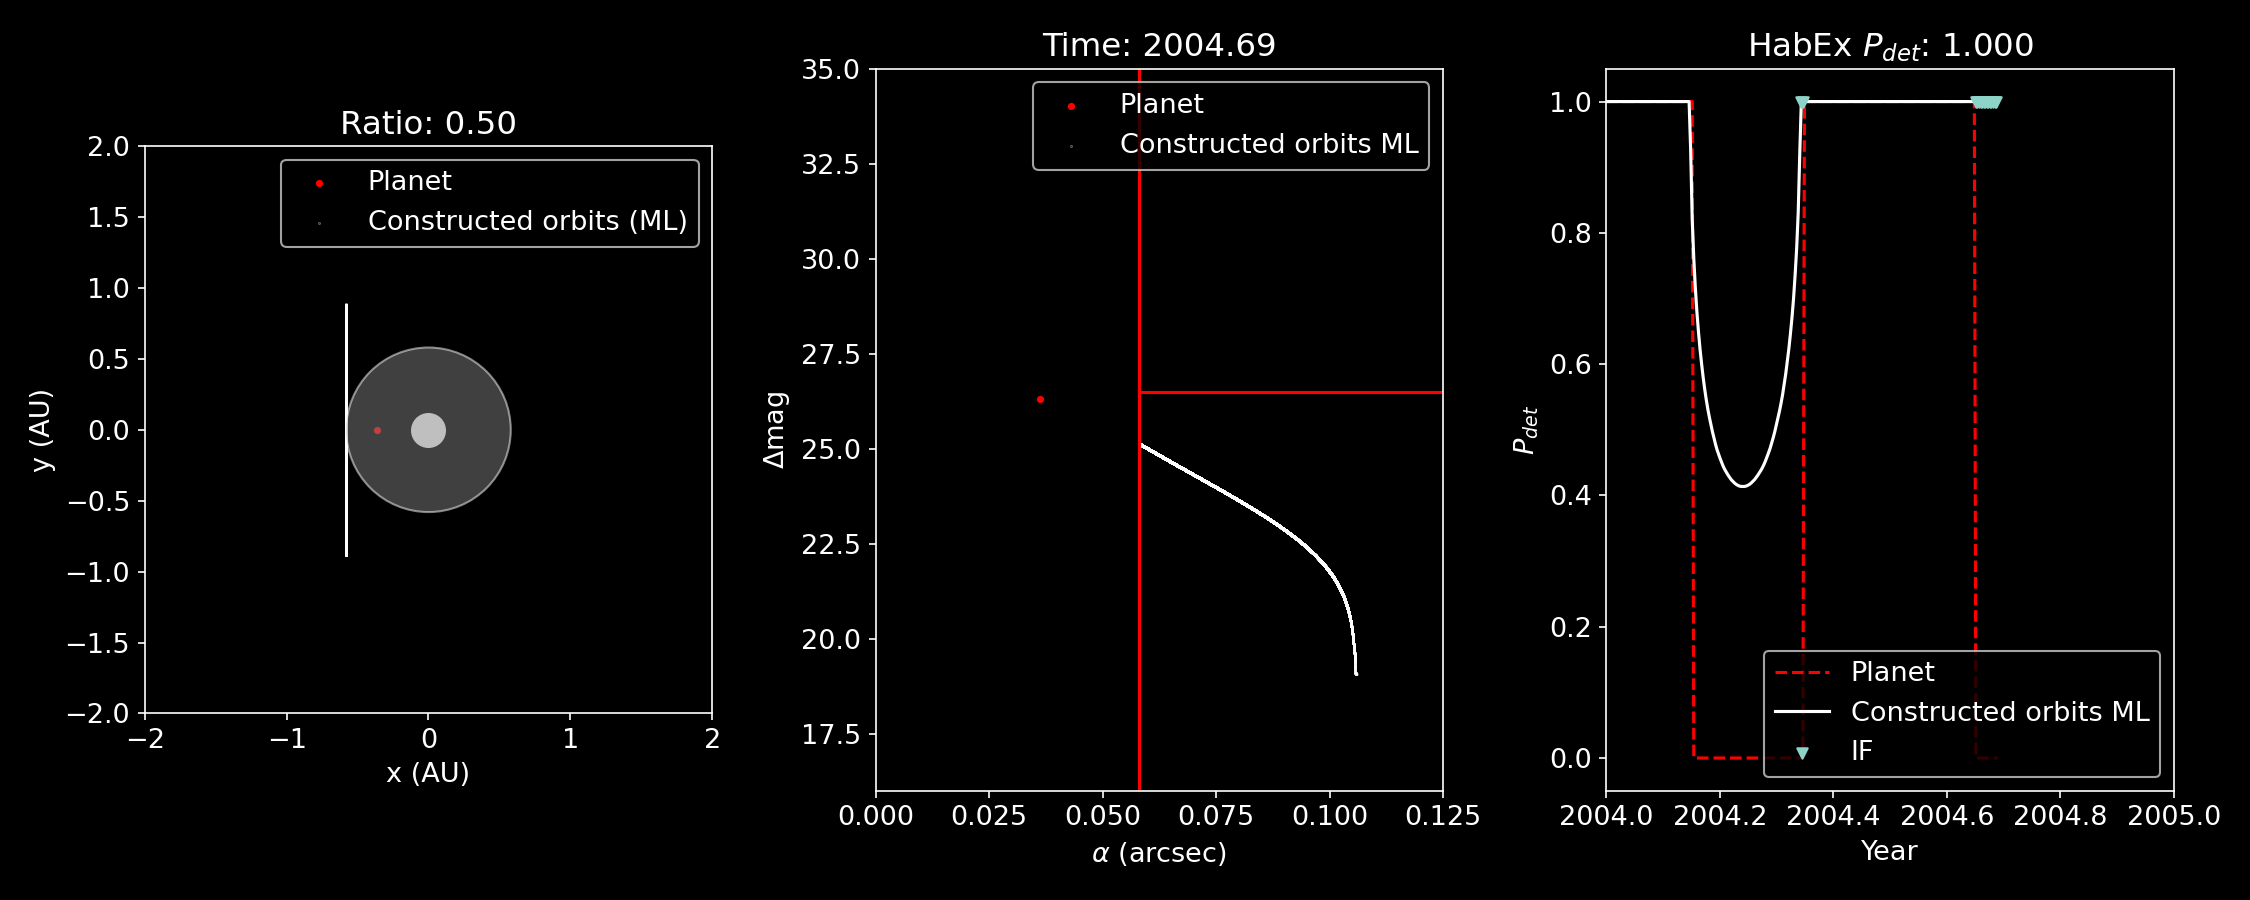 Ratio: 0.50
2.0
1.5
1.0
0.5
0.0
−0.5
−1.0
−1.5
−2.0
y (AU)
Planet
Constructed orbits (ML)
−2
−1
0
1
2
x (AU)
Time: 2004.69
35.0
32.5
30.0
27.5
25.0
22.5
20.0
17.5
Δmag
Planet
Constructed orbits ML
0.000
0.025
0.050
0.075
0.100
0.125
α (arcsec)
HabEx P_det: 1.000
1.0
0.8
0.6
0.4
0.2
0.0
P_det
Planet
Constructed orbits ML
IF
2004.0
2004.2
2004.4
2004.6
2004.8
2005.0
Year